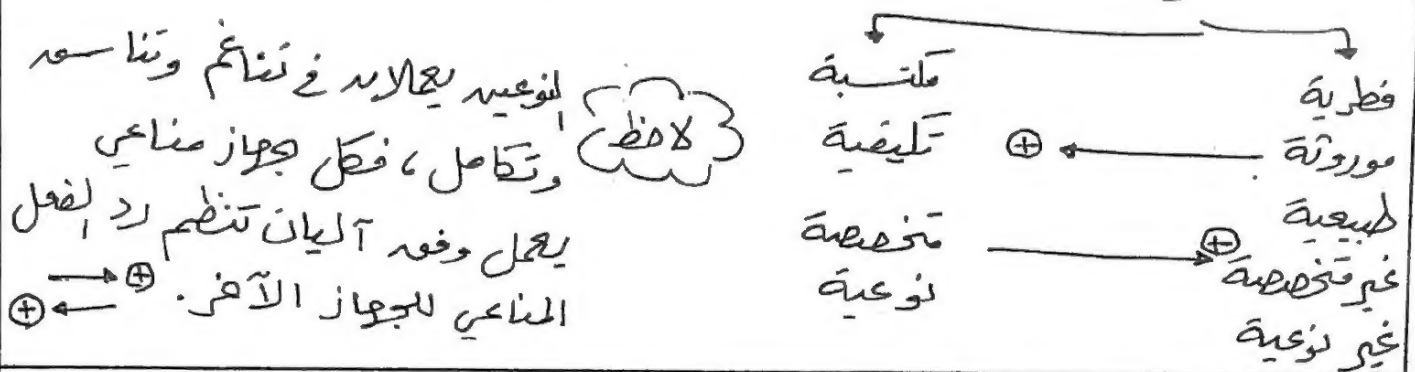 فطرية
موروثة
طبيعية
غير متخصصة
غير نوعية
مكتسبة
تكيفية
متخصصة
نوعية
لاحظ
النوعين يعملان في تناغم وتناسق
وتكامل، فكل جهاز مناعي
يعمل وفق آليات تنظم رد الفعل
المناعي للجهاز الآخر.